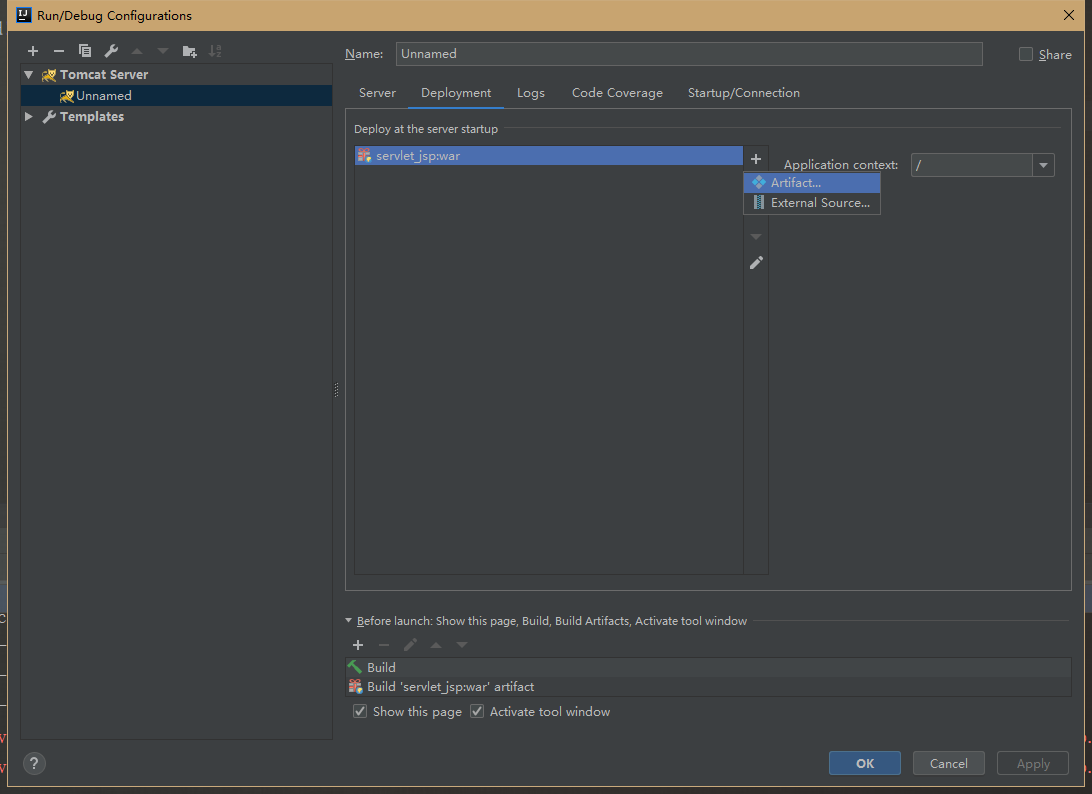 Run/Debug Configurations
Name: Unnamed
Share
Tomcat Server
Unnamed
Templates
Server Deployment Logs Code Coverage Startup/Connection
Deploy at the server startup
servlet_jsp:war
Application context: /
Artifact...
External Source...
Before launch: Show this page, Build, Build Artifacts, Activate tool window
Build
Build 'servlet_jsp:war' artifact
Show this page Activate tool window
? OK Cancel Apply